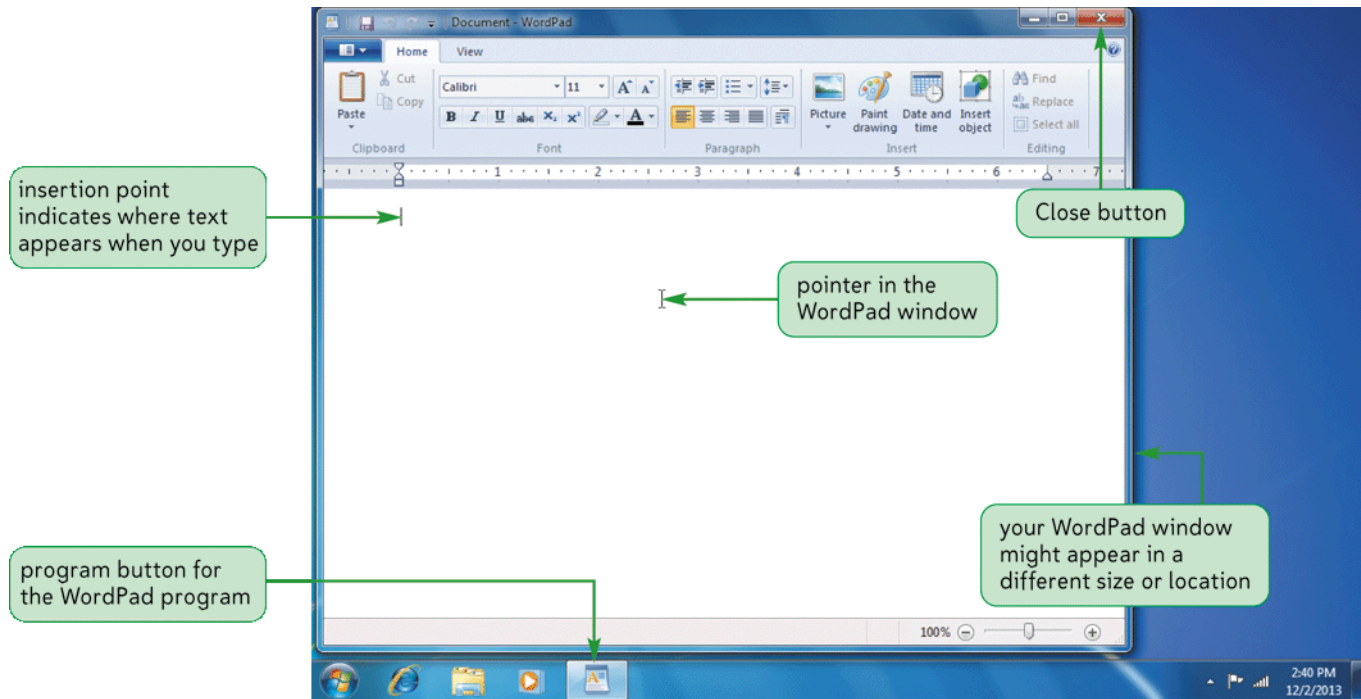 Document - WordPad
Home View
Cut
Copy
Paste
Calibri 11 A A
B I U abc X₂ X² A
Picture Paint drawing Date and time Insert object
Find
Replace
Select all
Clipboard Font Paragraph Insert Editing
1 2 3 4 5 6 7
insertion point
indicates where text
appears when you type
Close button
pointer in the
WordPad window
your WordPad window
might appear in a
different size or location
program button for
the WordPad program
100%
2:40 PM
12/2/2013